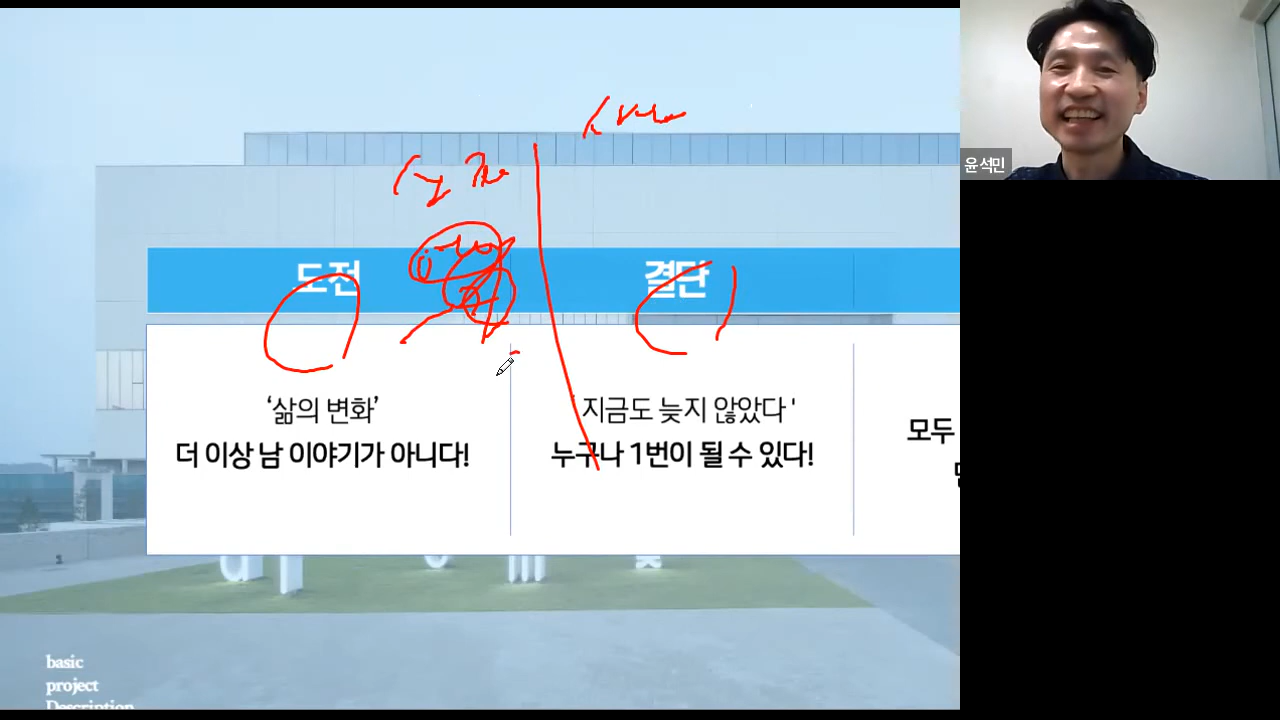 윤석민
도전
결단
‘삶의 변화’
더 이상 남 이야기가 아니다!
' 지금도 늦지 않았다 '
누구나 1번이 될 수 있다!
모두
basic
project
Description